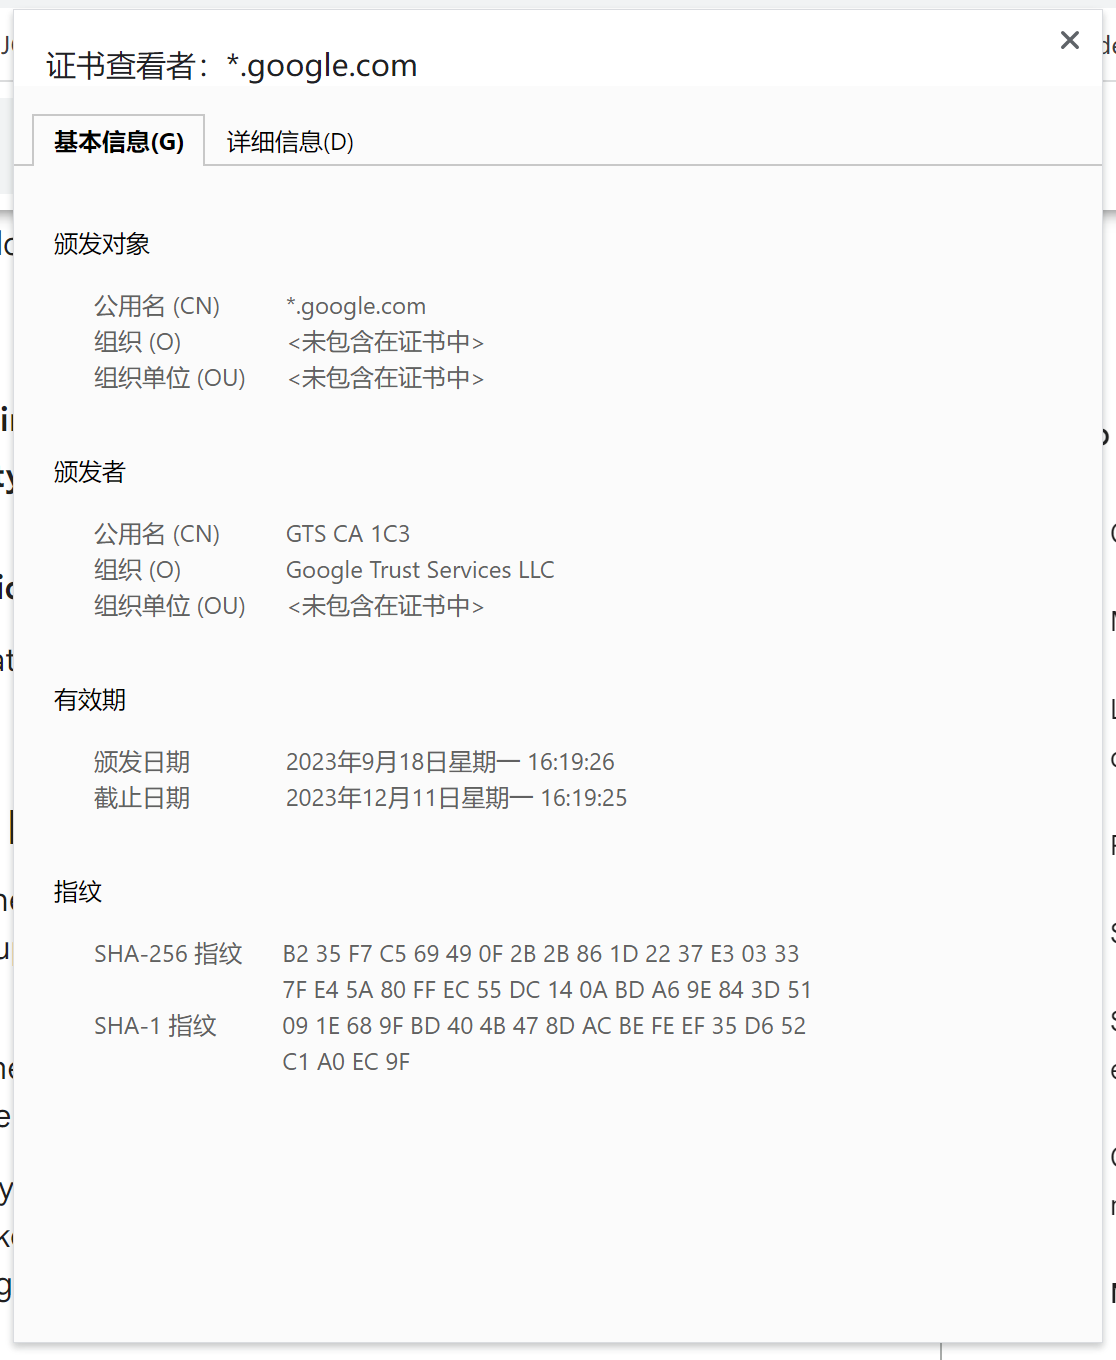 证书查看者：*.google.com
基本信息(G)
详细信息(D)
颁发对象
公用名 (CN) *.google.com
组织 (O) <未包含在证书中>
组织单位 (OU) <未包含在证书中>
颁发者
公用名 (CN) GTS CA 1C3
组织 (O) Google Trust Services LLC
组织单位 (OU) <未包含在证书中>
有效期
颁发日期 2023年9月18日星期一 16:19:26
截止日期 2023年12月11日星期一 16:19:25
指纹
SHA-256 指纹 B2 35 F7 C5 69 49 0F 2B 2B 86 1D 22 37 E3 03 33
7F E4 5A 80 FF EC 55 DC 14 0A BD A6 9E 84 3D 51
SHA-1 指纹 09 1E 68 9F BD 40 4B 47 8D AC BE FE EF 35 D6 52
C1 A0 EC 9F